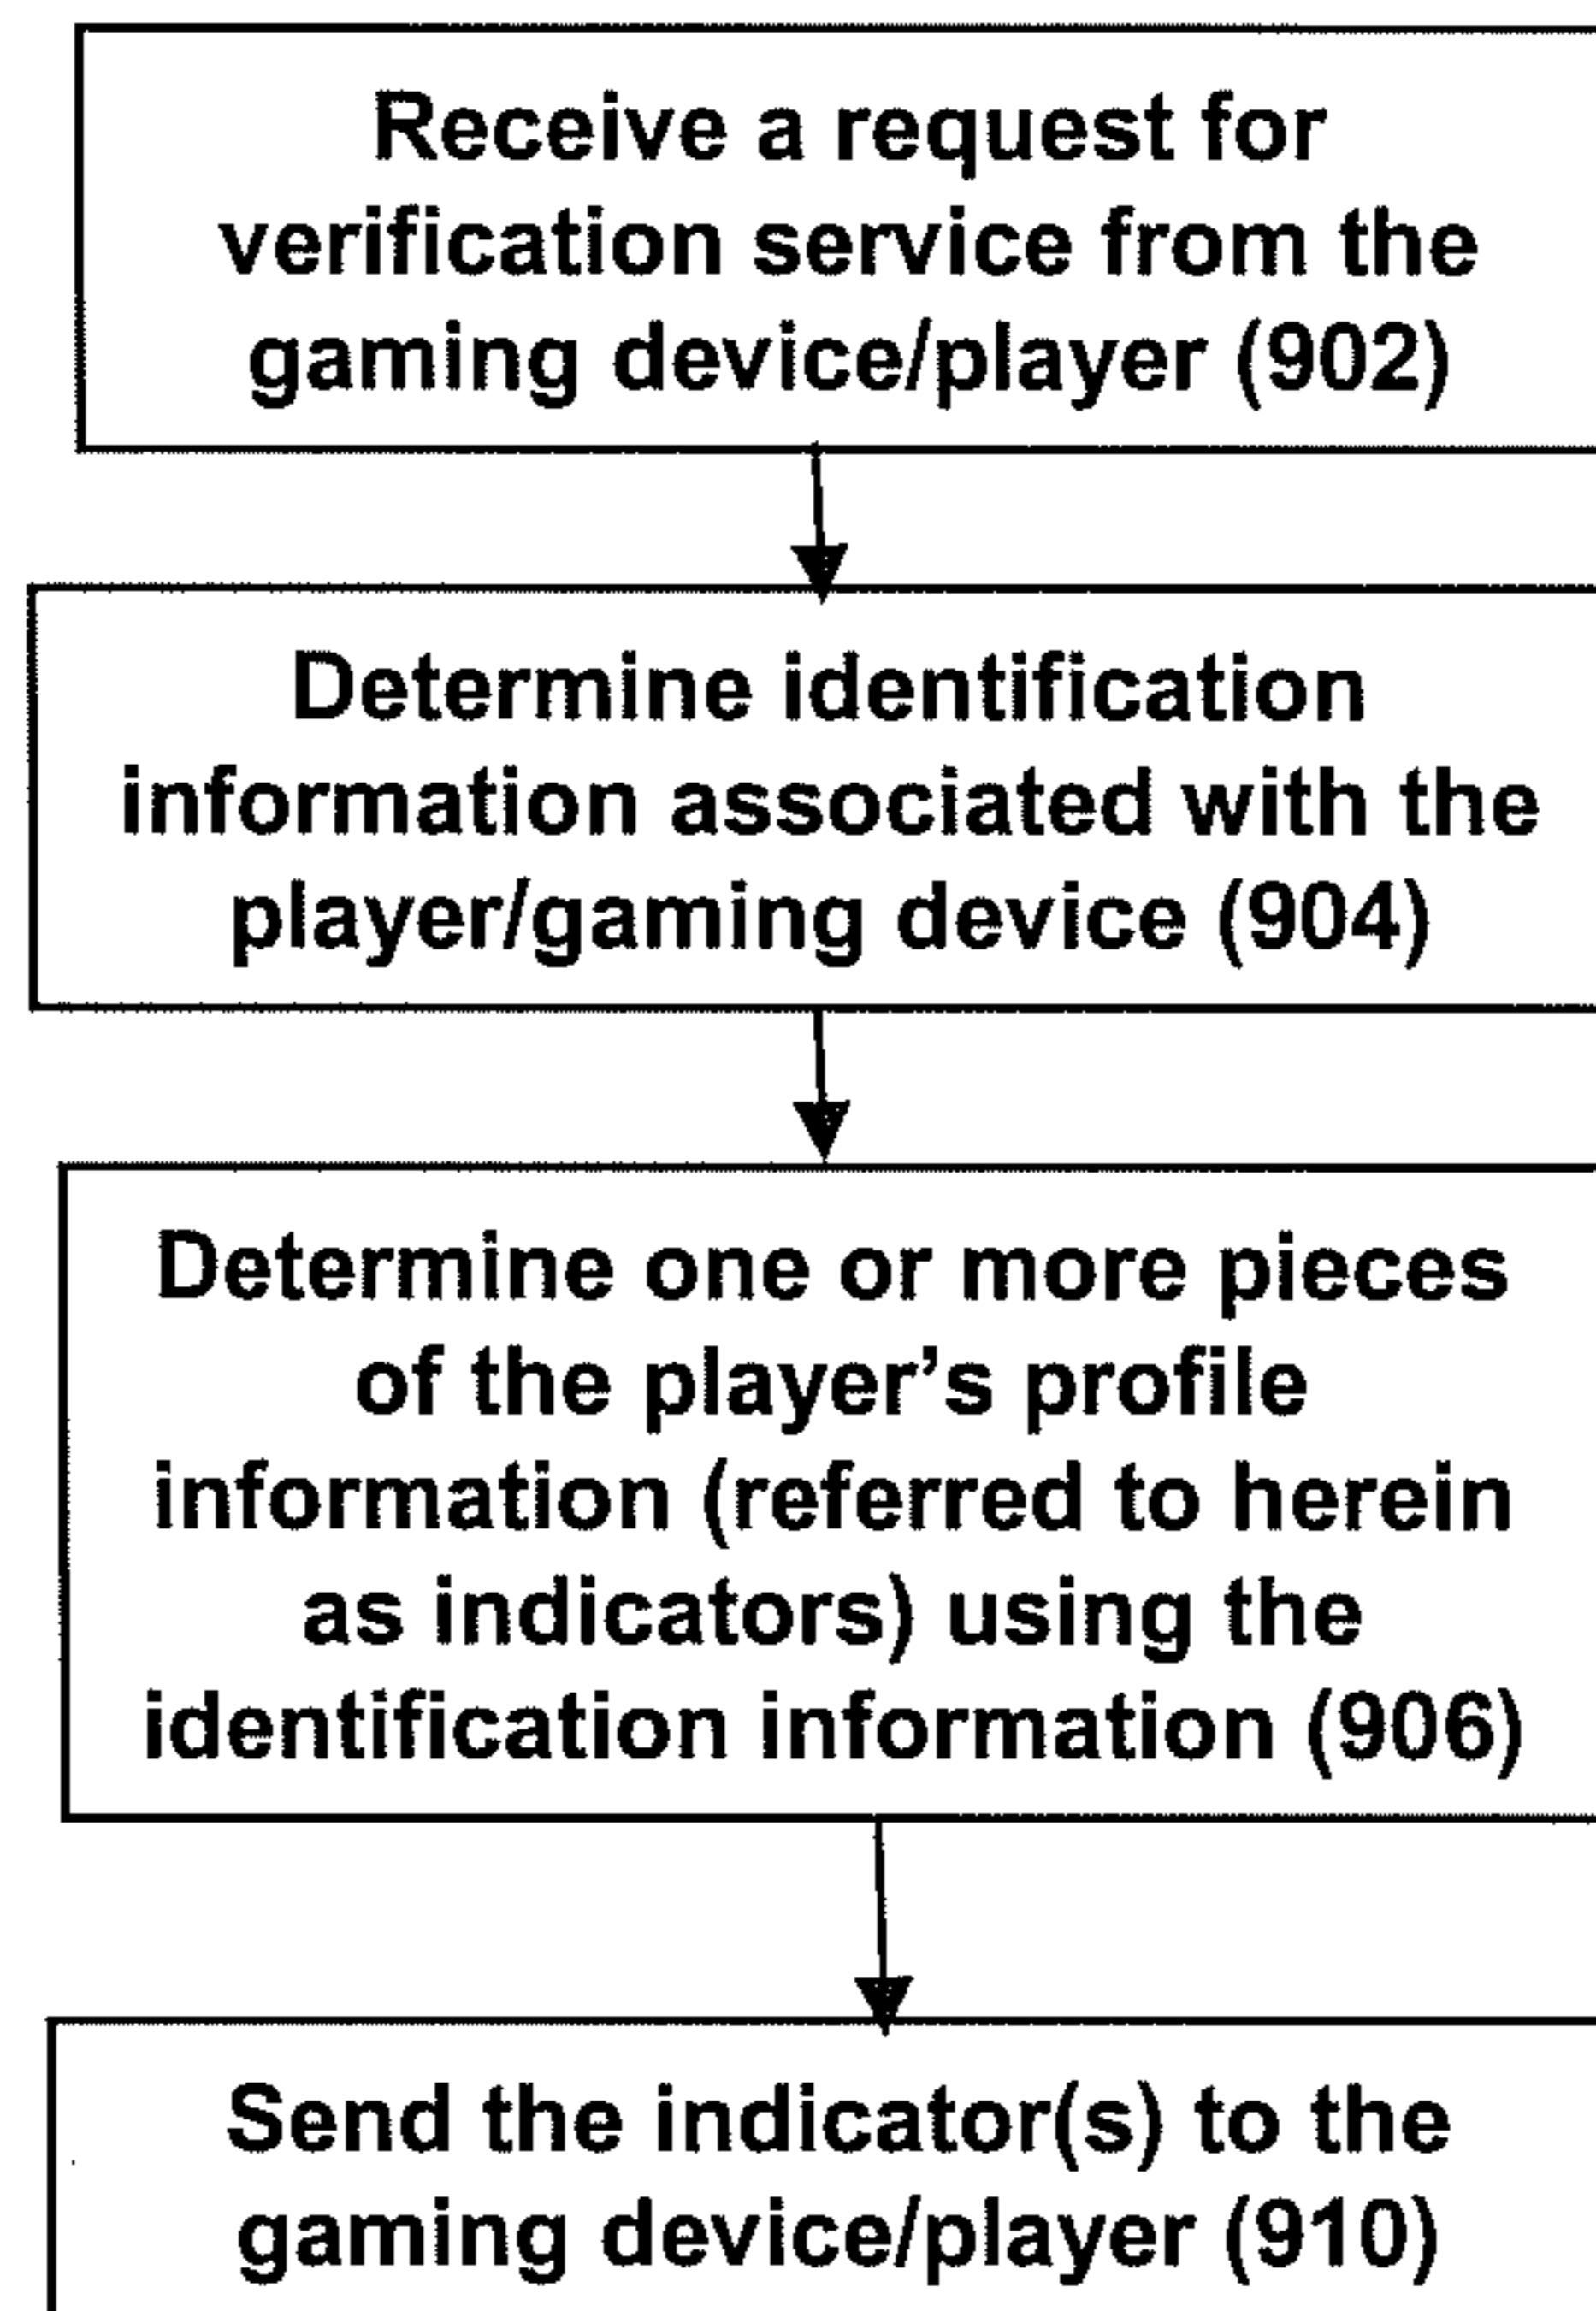 Receive a request for
verification service from the
gaming device/player (902)
Determine identification
information associated with the
player/gaming device (904)
Determine one or more pieces
of the player’s profile
information (referred to herein
as indicators) using the
identification information (906)
Send the indicator(s) to the
gaming device/player (910)